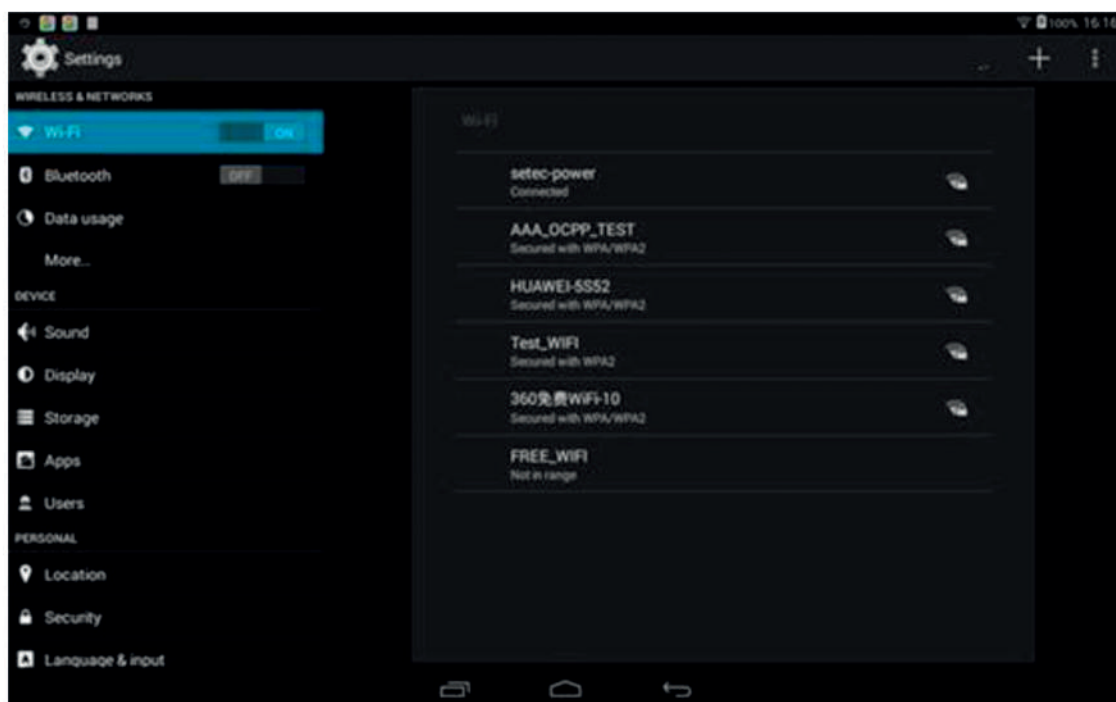 100% 16:16
Settings
WIRELESS & NETWORKS
Wi-Fi ON
Bluetooth OFF
Data usage
More...
DEVICE
Sound
Display
Storage
Apps
Users
PERSONAL
Location
Security
Language & input
Wi-Fi
setec-power
Connected
AAA_OCPP_TEST
Secured with WPA/WPA2
HUAWEI-5S52
Secured with WPA/WPA2
Test_WIFI
Secured with WPA2
360免费WiFi-10
Secured with WPA/WPA2
FREE_WIFI
Not in range